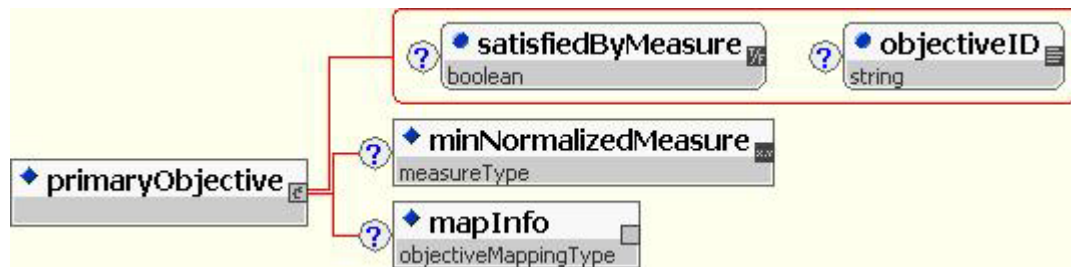 ? satisfiedByMeasure ? objectiveID
boolean string
? minNormalizedMeasure
measureType
primaryObjective
? mapInfo
objectiveMappingType